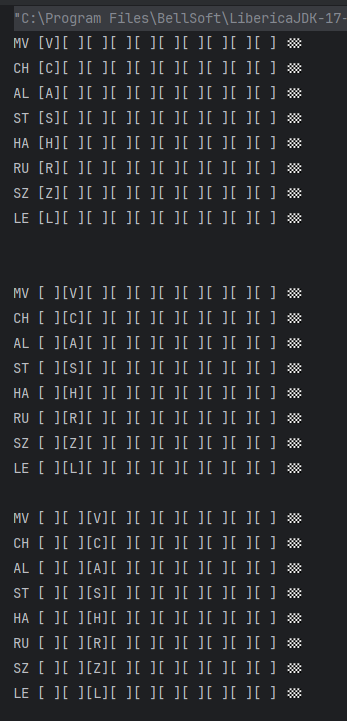 "C:\Program Files\BellSoft\LibericaJDK-17-
MV [V][ ][ ][ ][ ][ ][ ][ ][ ][ ] ▒▒
CH [C][ ][ ][ ][ ][ ][ ][ ][ ][ ] ▒▒
AL [A][ ][ ][ ][ ][ ][ ][ ][ ][ ] ▒▒
ST [S][ ][ ][ ][ ][ ][ ][ ][ ][ ] ▒▒
HA [H][ ][ ][ ][ ][ ][ ][ ][ ][ ] ▒▒
RU [R][ ][ ][ ][ ][ ][ ][ ][ ][ ] ▒▒
SZ [Z][ ][ ][ ][ ][ ][ ][ ][ ][ ] ▒▒
LE [L][ ][ ][ ][ ][ ][ ][ ][ ][ ] ▒▒
MV [ ][V][ ][ ][ ][ ][ ][ ][ ][ ] ▒▒
CH [ ][C][ ][ ][ ][ ][ ][ ][ ][ ] ▒▒
AL [ ][A][ ][ ][ ][ ][ ][ ][ ][ ] ▒▒
ST [ ][S][ ][ ][ ][ ][ ][ ][ ][ ] ▒▒
HA [ ][H][ ][ ][ ][ ][ ][ ][ ][ ] ▒▒
RU [ ][R][ ][ ][ ][ ][ ][ ][ ][ ] ▒▒
SZ [ ][Z][ ][ ][ ][ ][ ][ ][ ][ ] ▒▒
LE [ ][L][ ][ ][ ][ ][ ][ ][ ][ ] ▒▒
MV [ ][ ][V][ ][ ][ ][ ][ ][ ][ ] ▒▒
CH [ ][ ][C][ ][ ][ ][ ][ ][ ][ ] ▒▒
AL [ ][ ][A][ ][ ][ ][ ][ ][ ][ ] ▒▒
ST [ ][ ][S][ ][ ][ ][ ][ ][ ][ ] ▒▒
HA [ ][ ][H][ ][ ][ ][ ][ ][ ][ ] ▒▒
RU [ ][ ][R][ ][ ][ ][ ][ ][ ][ ] ▒▒
SZ [ ][ ][Z][ ][ ][ ][ ][ ][ ][ ] ▒▒
LE [ ][ ][L][ ][ ][ ][ ][ ][ ][ ] ▒▒